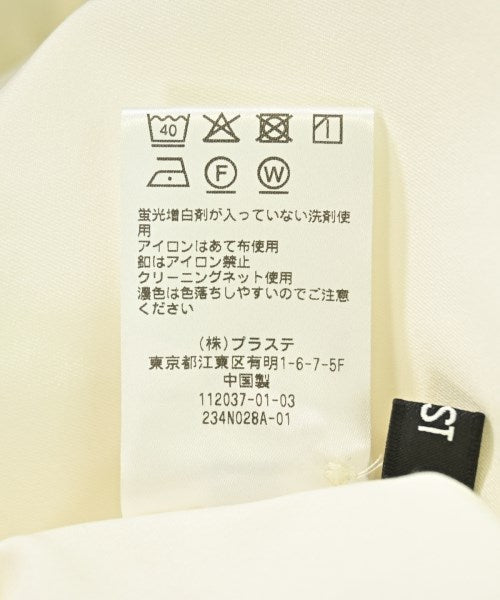 40
F W
蛍光増白剤が入っていない洗剤使
用
アイロンはあて布使用
釦はアイロン禁止
クリーニングネット使用
濃色は色落ちしやすいのでご注意
ください
(株)プラステ
東京都江東区有明1-6-7-5F
中国製
112037-01-03
234N028A-01
ST